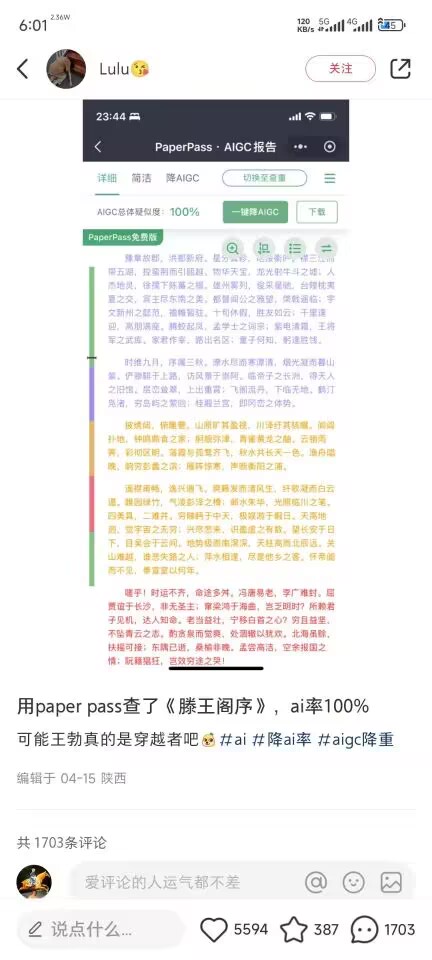 6:01
2.36W
120 KB/s
5G
4G
45
Lulu😘
关注
23:44
PaperPass · AIGC报告
详细
简洁
降AIGC
切换至查重
AIGC总体疑似度：100%
一键降AIGC
下载
PaperPass免费版
豫章故郡，洪都新府。星分翼轸，地接衡庐。襟三江而
带五湖，控蛮荆而引瓯越。物华天宝，龙光射牛斗之墟；人
杰地灵，徐孺下陈蕃之榻。雄州雾列，俊采星驰。台隍枕夷
夏之交，宾主尽东南之美。都督阎公之雅望，棨戟遥临；宇
文新州之懿范，襜帷暂驻。十旬休假，胜友如云；千里逢
迎，高朋满座。腾蛟起凤，孟学士之词宗；紫电清霜，王将
军之武库。家君作宰，路出名区；童子何知，躬逢胜饯。
时维九月，序属三秋。潦水尽而寒潭清，烟光凝而暮山
紫。俨骖騑于上路，访风景于崇阿。临帝子之长洲，得天人
之旧馆。层峦耸翠，上出重霄；飞阁流丹，下临无地。鹤汀
凫渚，穷岛屿之萦回；桂殿兰宫，即冈峦之体势。
披绣闼，俯雕甍。山原旷其盈视，川泽纡其骇瞩。闾阎
扑地，钟鸣鼎食之家；舸舰弥津，青雀黄龙之舳。云销雨
霁，彩彻区明。落霞与孤鹜齐飞，秋水共长天一色。渔舟唱
晚，响穷彭蠡之滨；雁阵惊寒，声断衡阳之浦。
遥襟甫畅，逸兴遄飞。爽籁发而清风生，纤歌凝而白云
遏。睢园绿竹，气凌彭泽之樽；邺水朱华，光照临川之笔。
四美具，二难并。穷睇眄于中天，极娱游于暇日。天高地
迥，觉宇宙之无穷；兴尽悲来，识盈虚之有数。望长安于日
下，目吴会于云间。地势极而南溟深，天柱高而北辰远。关
山难越，谁悲失路之人；萍水相逢，尽是他乡之客。怀帝阍
而不见，奉宣室以何年。
嗟乎！时运不齐，命途多舛。冯唐易老，李广难封。屈
贾谊于长沙，非无圣主；窜梁鸿于海曲，岂乏明时？所赖君
子见机，达人知命。老当益壮，宁移白首之心？穷且益坚，
不坠青云之志。酌贪泉而觉爽，处涸辙以犹欢。北海虽赊，
扶摇可接；东隅已逝，桑榆非晚。孟尝高洁，空余报国之
情；阮籍猖狂，岂效穷途之哭！
用paper pass查了《滕王阁序》，ai率100%
可能王勃真的是穿越者吧 #ai #降ai率 #aigc降重
编辑于 04-15 陕西
共 1703条评论
爱评论的人运气都不差
说点什么...
5594
387
1703